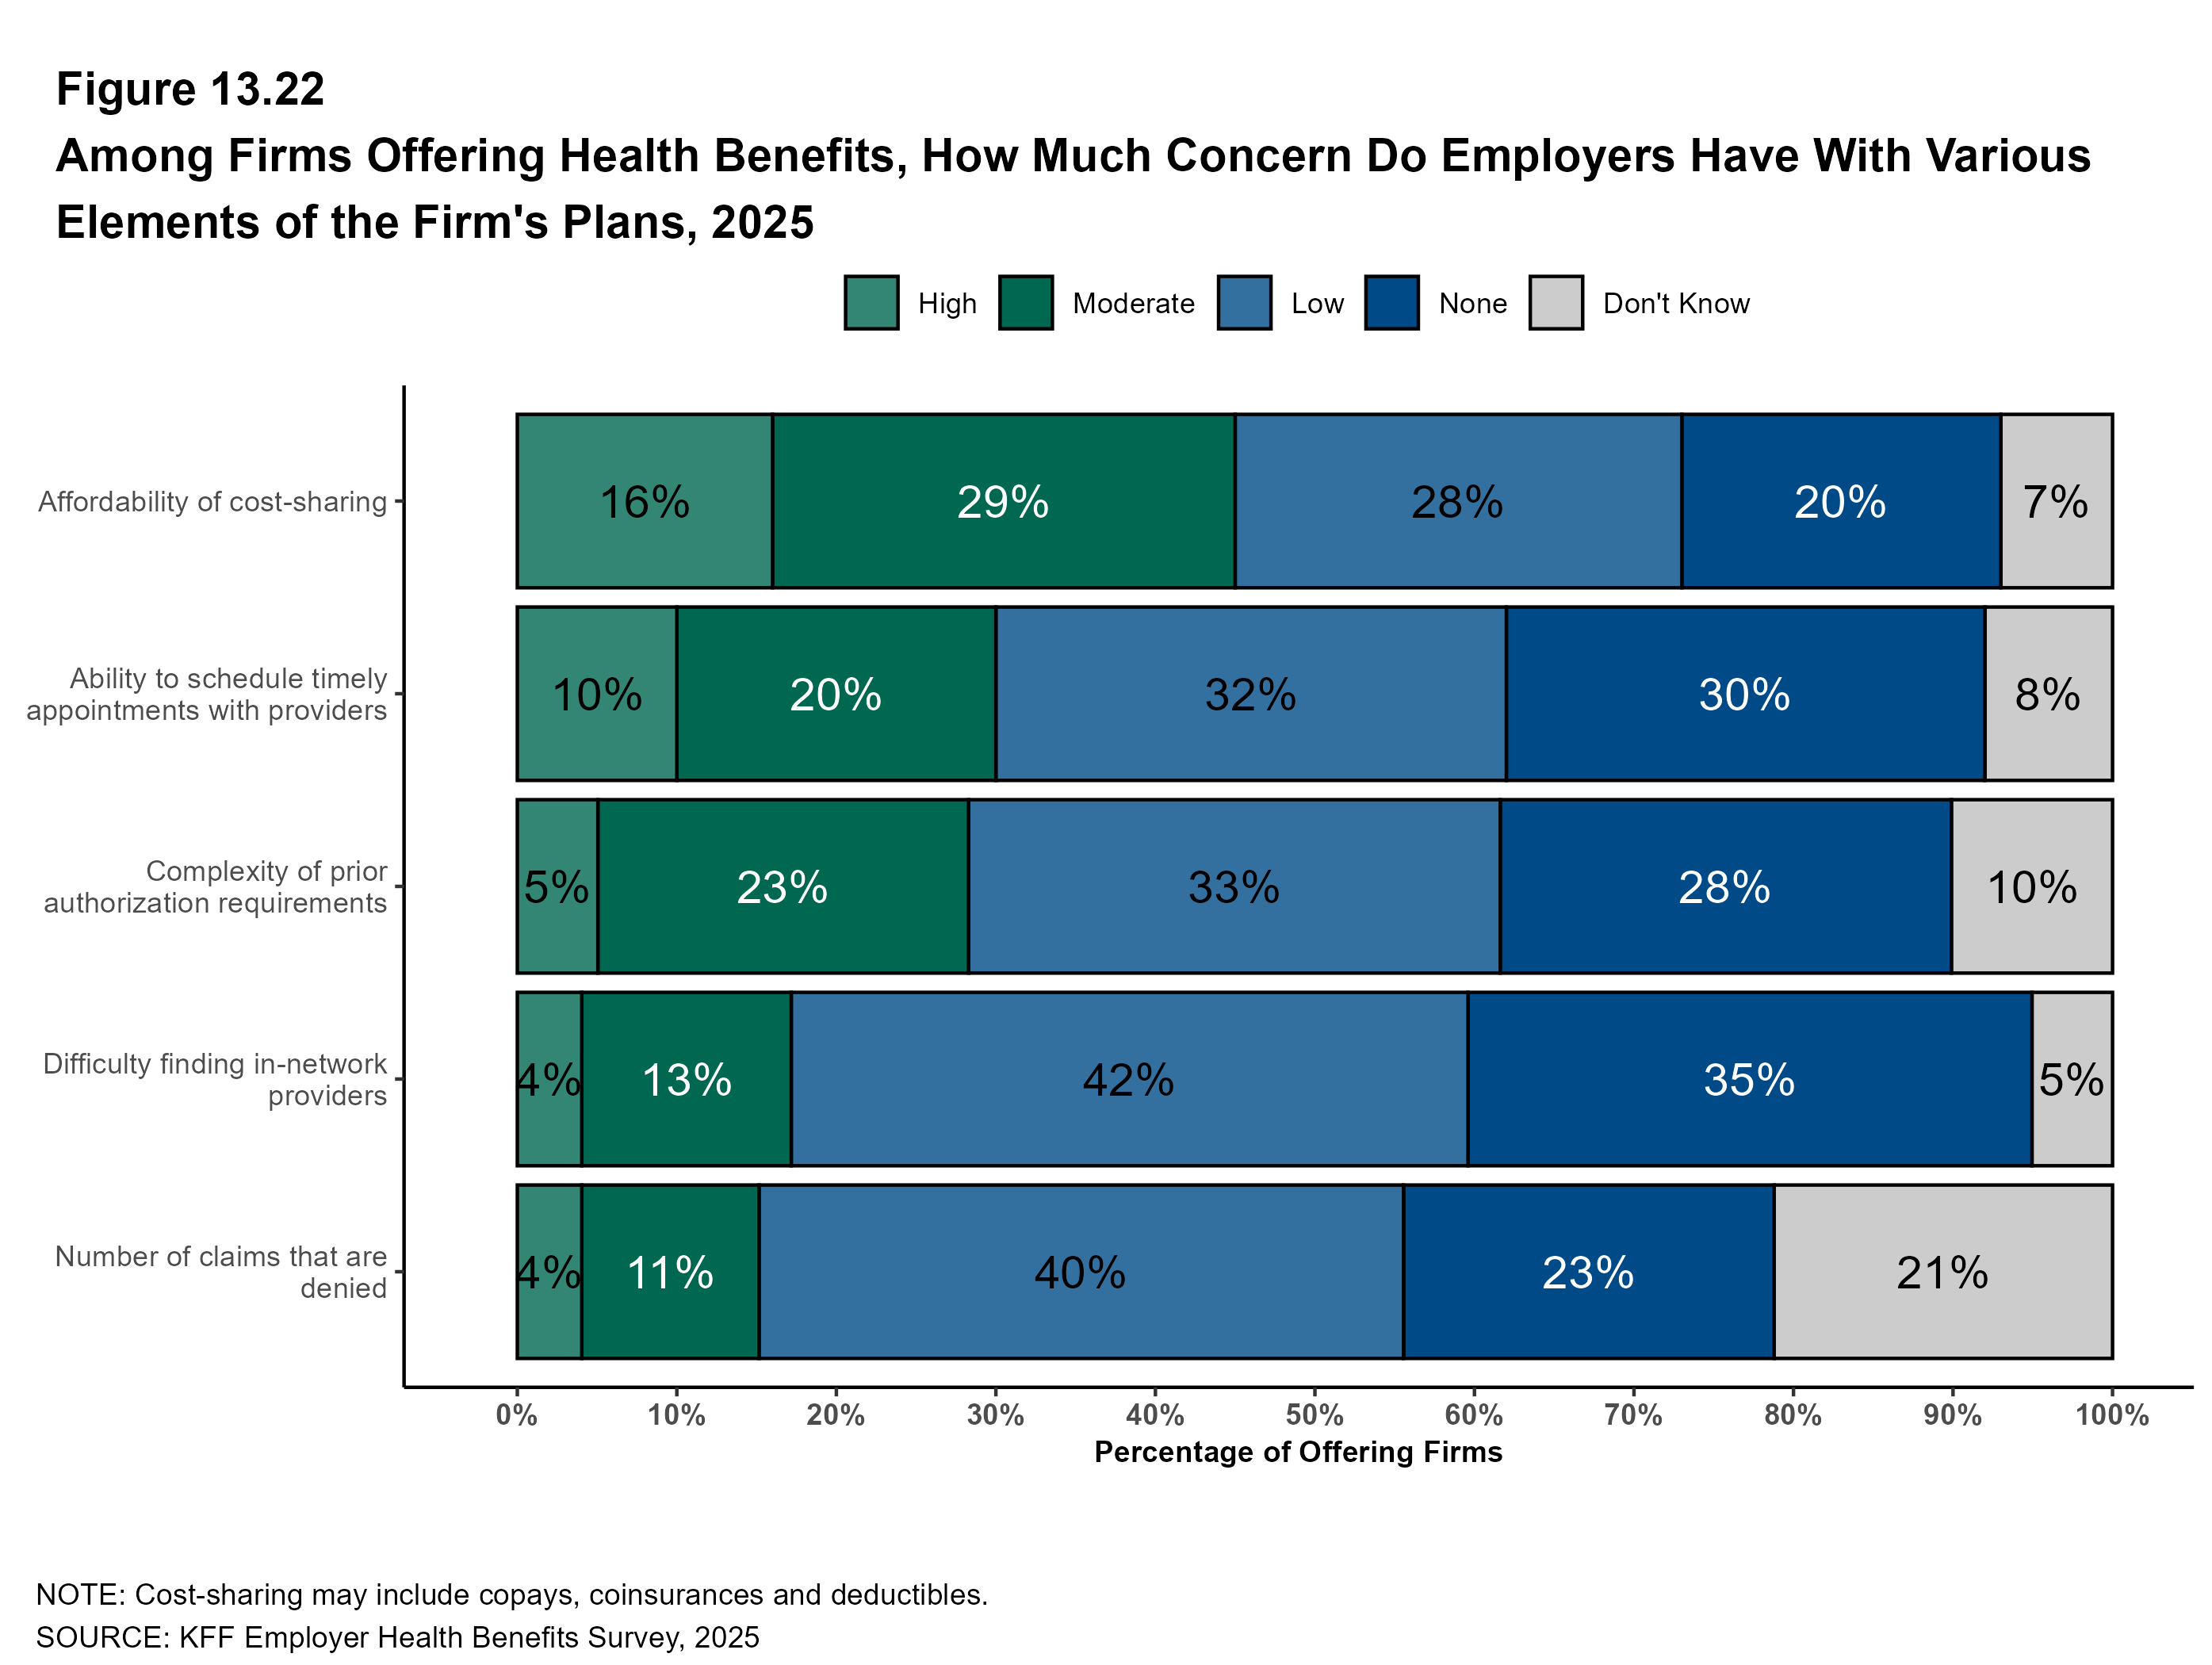 Figure 13.22
Among Firms Offering Health Benefits, How Much Concern Do Employers Have With Various
Elements of the Firm's Plans, 2025
High Moderate Low None Don't Know
Affordability of cost-sharing
16% 29% 28% 20% 7%
Ability to schedule timely
appointments with providers
10% 20% 32% 30% 8%
Complexity of prior
authorization requirements
5% 23% 33% 28% 10%
Difficulty finding in-network
providers
4% 13% 42% 35% 5%
Number of claims that are
denied
4% 11% 40% 23% 21%
0% 10% 20% 30% 40% 50% 60% 70% 80% 90% 100%
Percentage of Offering Firms
NOTE: Cost-sharing may include copays, coinsurances and deductibles.
SOURCE: KFF Employer Health Benefits Survey, 2025